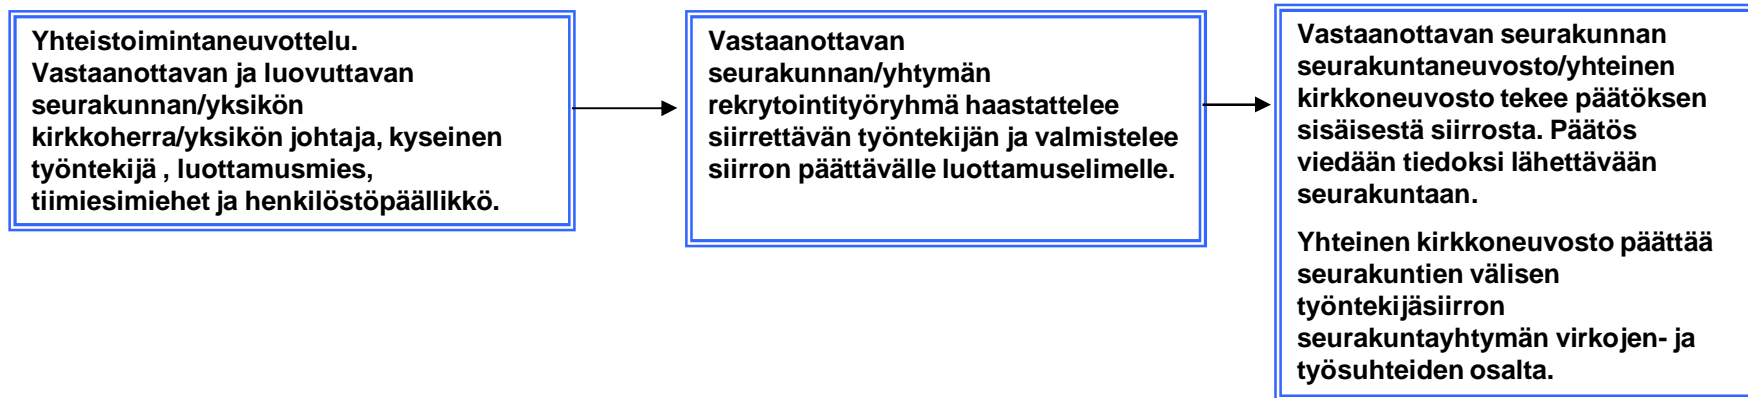 Yhteistoimintaneuvottelu.
Vastaanottavan ja luovuttavan
seurakunnan/yksikön
kirkkoherra/yksikön johtaja, kyseinen
työntekijä , luottamusmies,
tiimiesimiehet ja henkilöstöpäällikkö.
Vastaanottavan
seurakunnan/yhtymän
rekrytointityöryhmä haastattelee
siirrettävän työntekijän ja valmistelee
siirron päättävälle luottamuselimelle.
Vastaanottavan seurakunnan
seurakuntaneuvosto/yhteinen
kirkkoneuvosto tekee päätöksen
sisäisestä siirrosta. Päätös
viedään tiedoksi lähettävään
seurakuntaan.
Yhteinen kirkkoneuvosto päättää
seurakuntien välisen
työntekijäsiirron
seurakuntayhtymän virkojen- ja
työsuhteiden osalta.